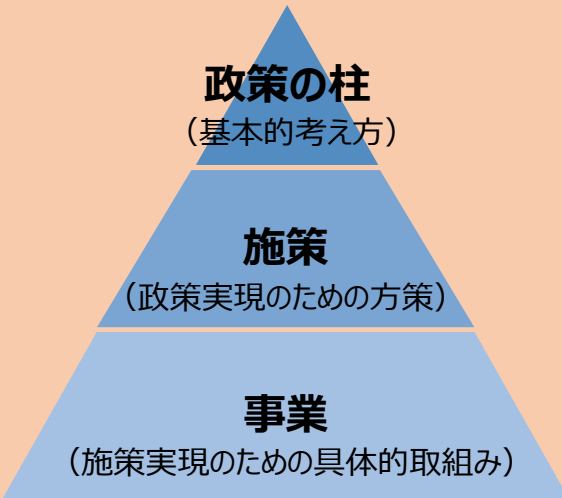 政策の柱
（基本的考え方）
施策
（政策実現のための方策）
事業
（施策実現のための具体的取組み）